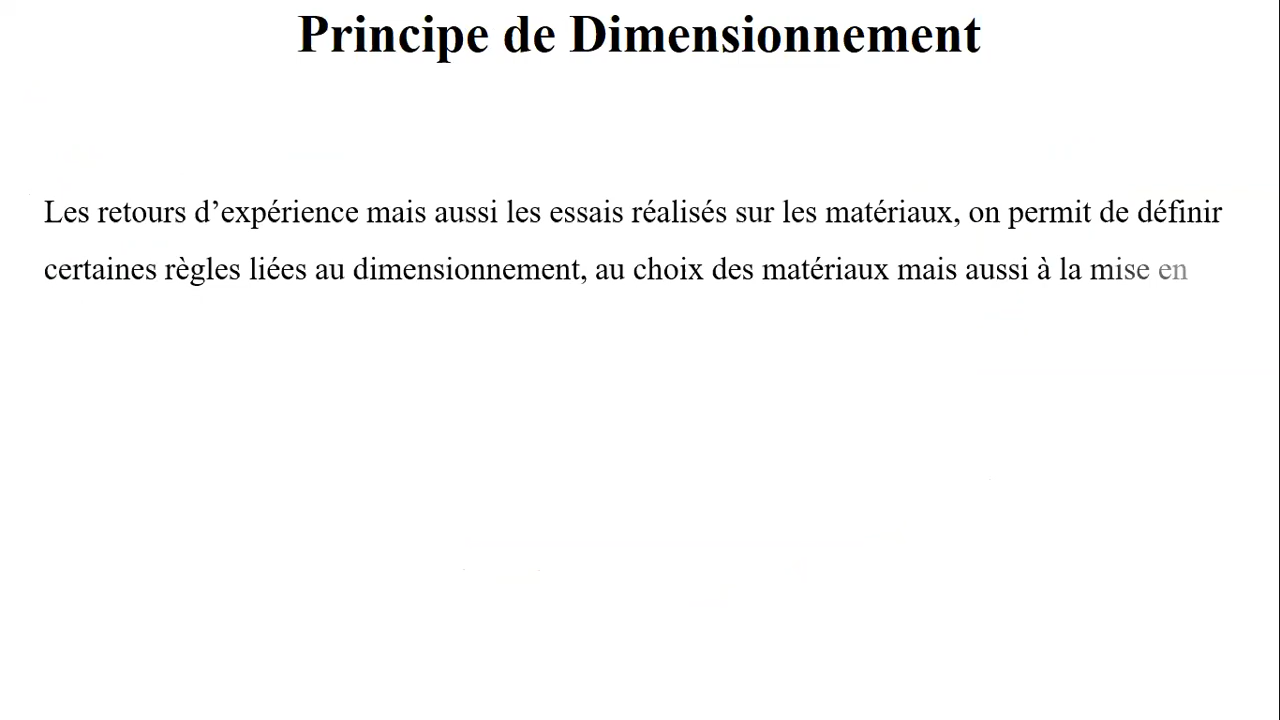 Principe de Dimensionnement
Les retours d’expérience mais aussi les essais réalisés sur les matériaux, on permit de définir
certaines règles liées au dimensionnement, au choix des matériaux mais aussi à la mise en